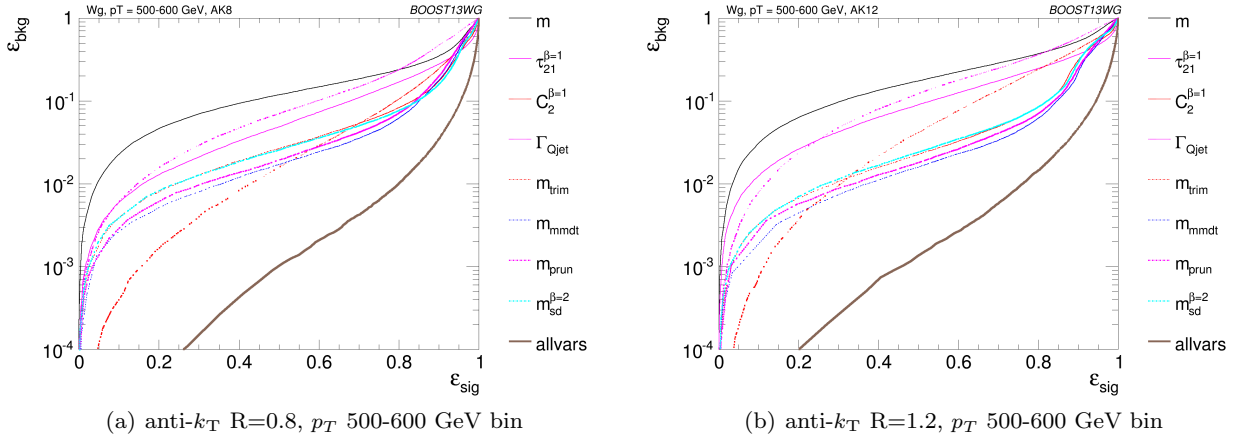 Wg, pT = 500-600 GeV, AK8 BOOST13WG
ε_bkg
1
10⁻¹
10⁻²
10⁻³
10⁻⁴
0 0.2 0.4 0.6 0.8 1
ε_sig
m
τ₂₁^β=1
C₂^β=1
Γ_Qjet
m_trim
m_mmdt
m_prun
m_sd^β=2
allvars
(a) anti-k_T R=0.8, p_T 500-600 GeV bin
Wg, pT = 500-600 GeV, AK12 BOOST13WG
ε_bkg
1
10⁻¹
10⁻²
10⁻³
10⁻⁴
0 0.2 0.4 0.6 0.8 1
ε_sig
m
τ₂₁^β=1
C₂^β=1
Γ_Qjet
m_trim
m_mmdt
m_prun
m_sd^β=2
allvars
(b) anti-k_T R=1.2, p_T 500-600 GeV bin